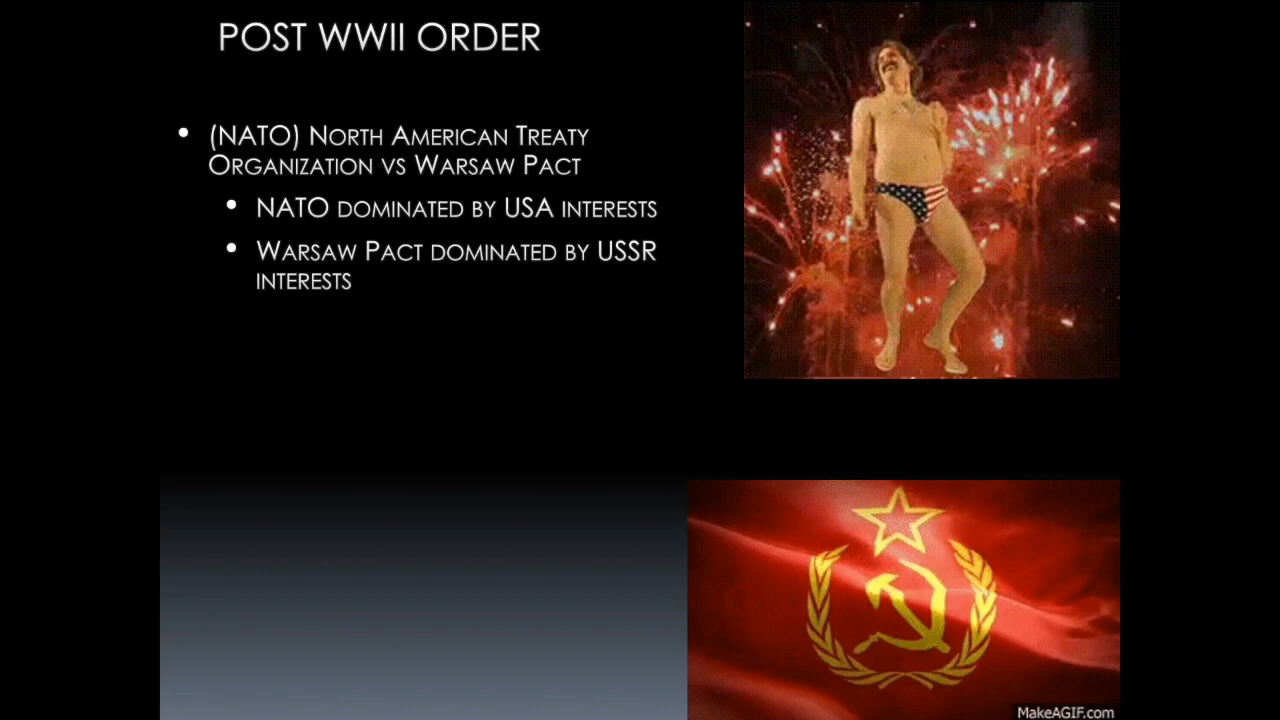 POST WWII ORDER
• (NATO) NORTH AMERICAN TREATY
ORGANIZATION VS WARSAW PACT
• NATO DOMINATED BY USA INTERESTS
• WARSAW PACT DOMINATED BY USSR
INTERESTS
MakeAGIF.com